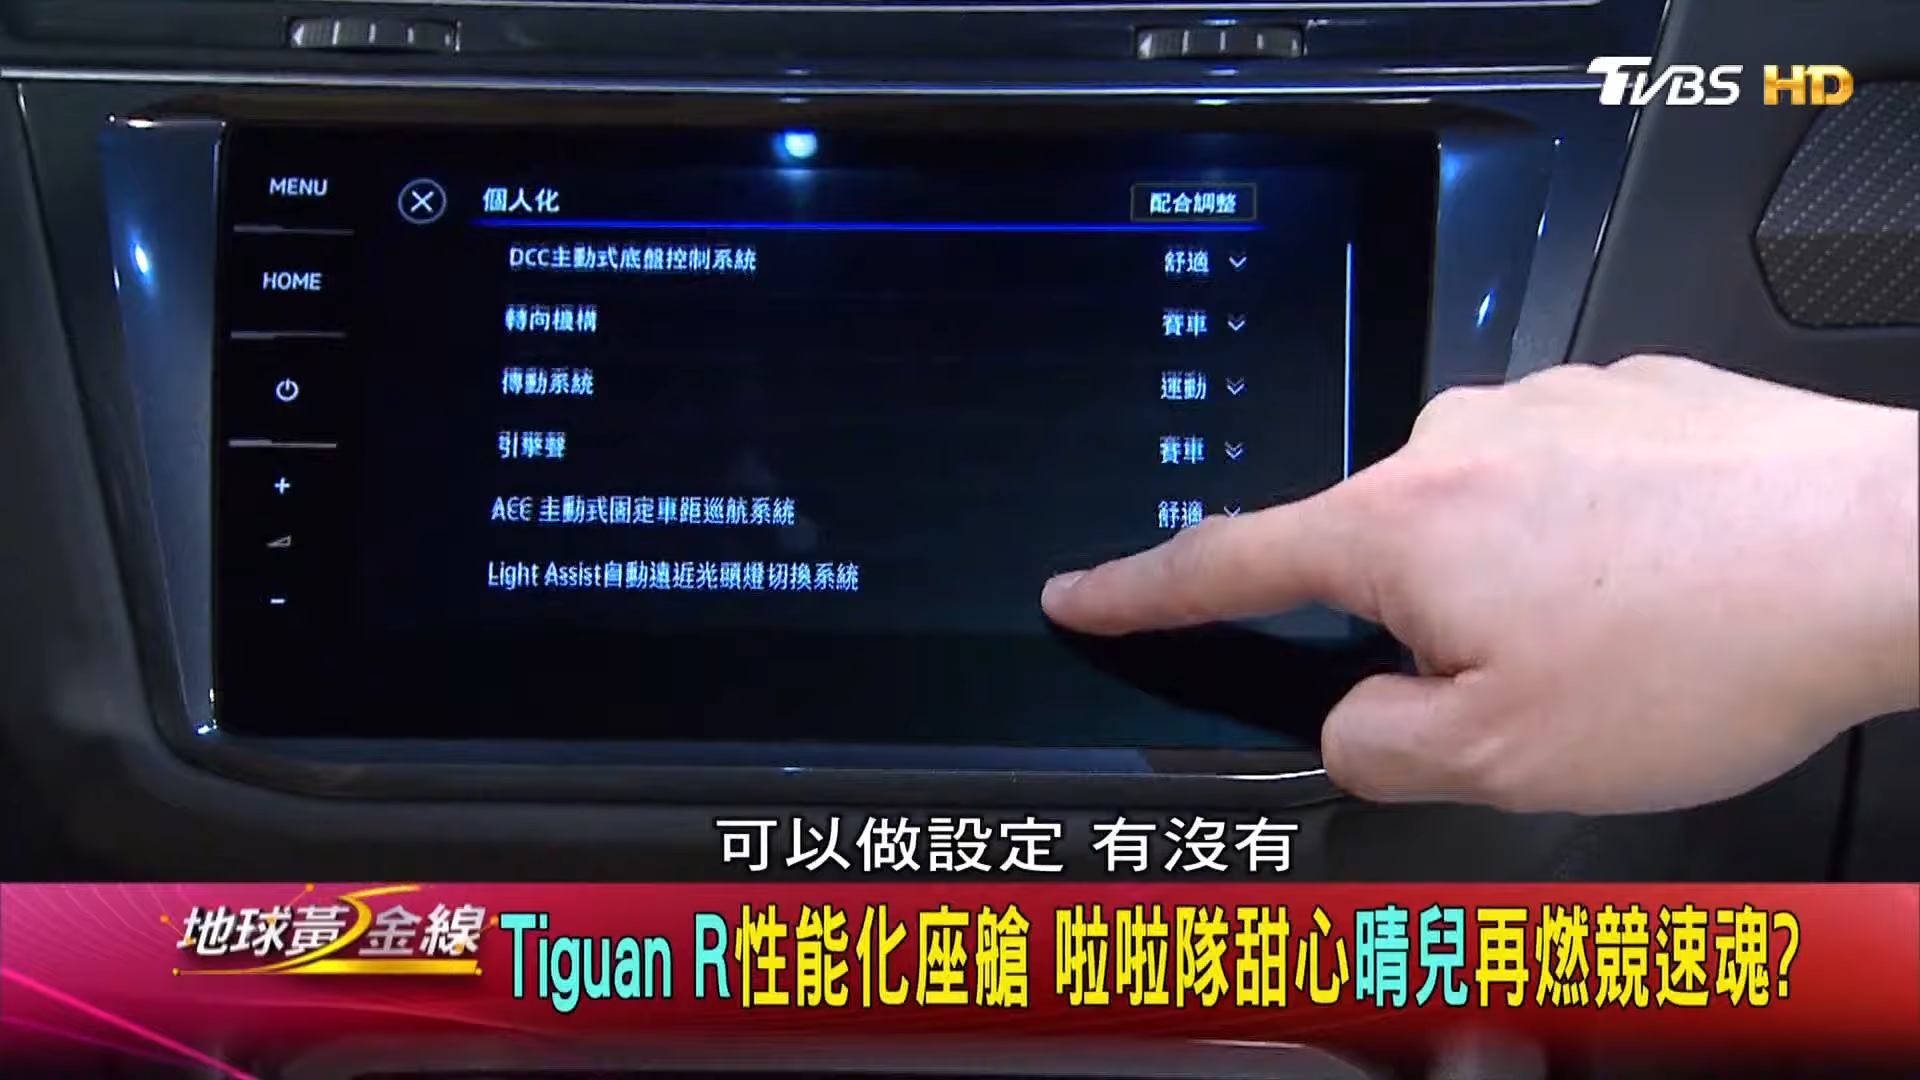 TVBS HD
MENU
HOME
個人化
配合調整
DCC主動式底盤控制系統 舒適
轉向機構 賽車
傳動系統 運動
引擎聲 賽車
ACC 主動式固定車距巡航系統 舒適
Light Assist自動遠近光頭燈切換系統
可以做設定 有沒有
地球黃金線
Tiguan R性能化座艙 啦啦隊甜心晴兒再燃競速魂?